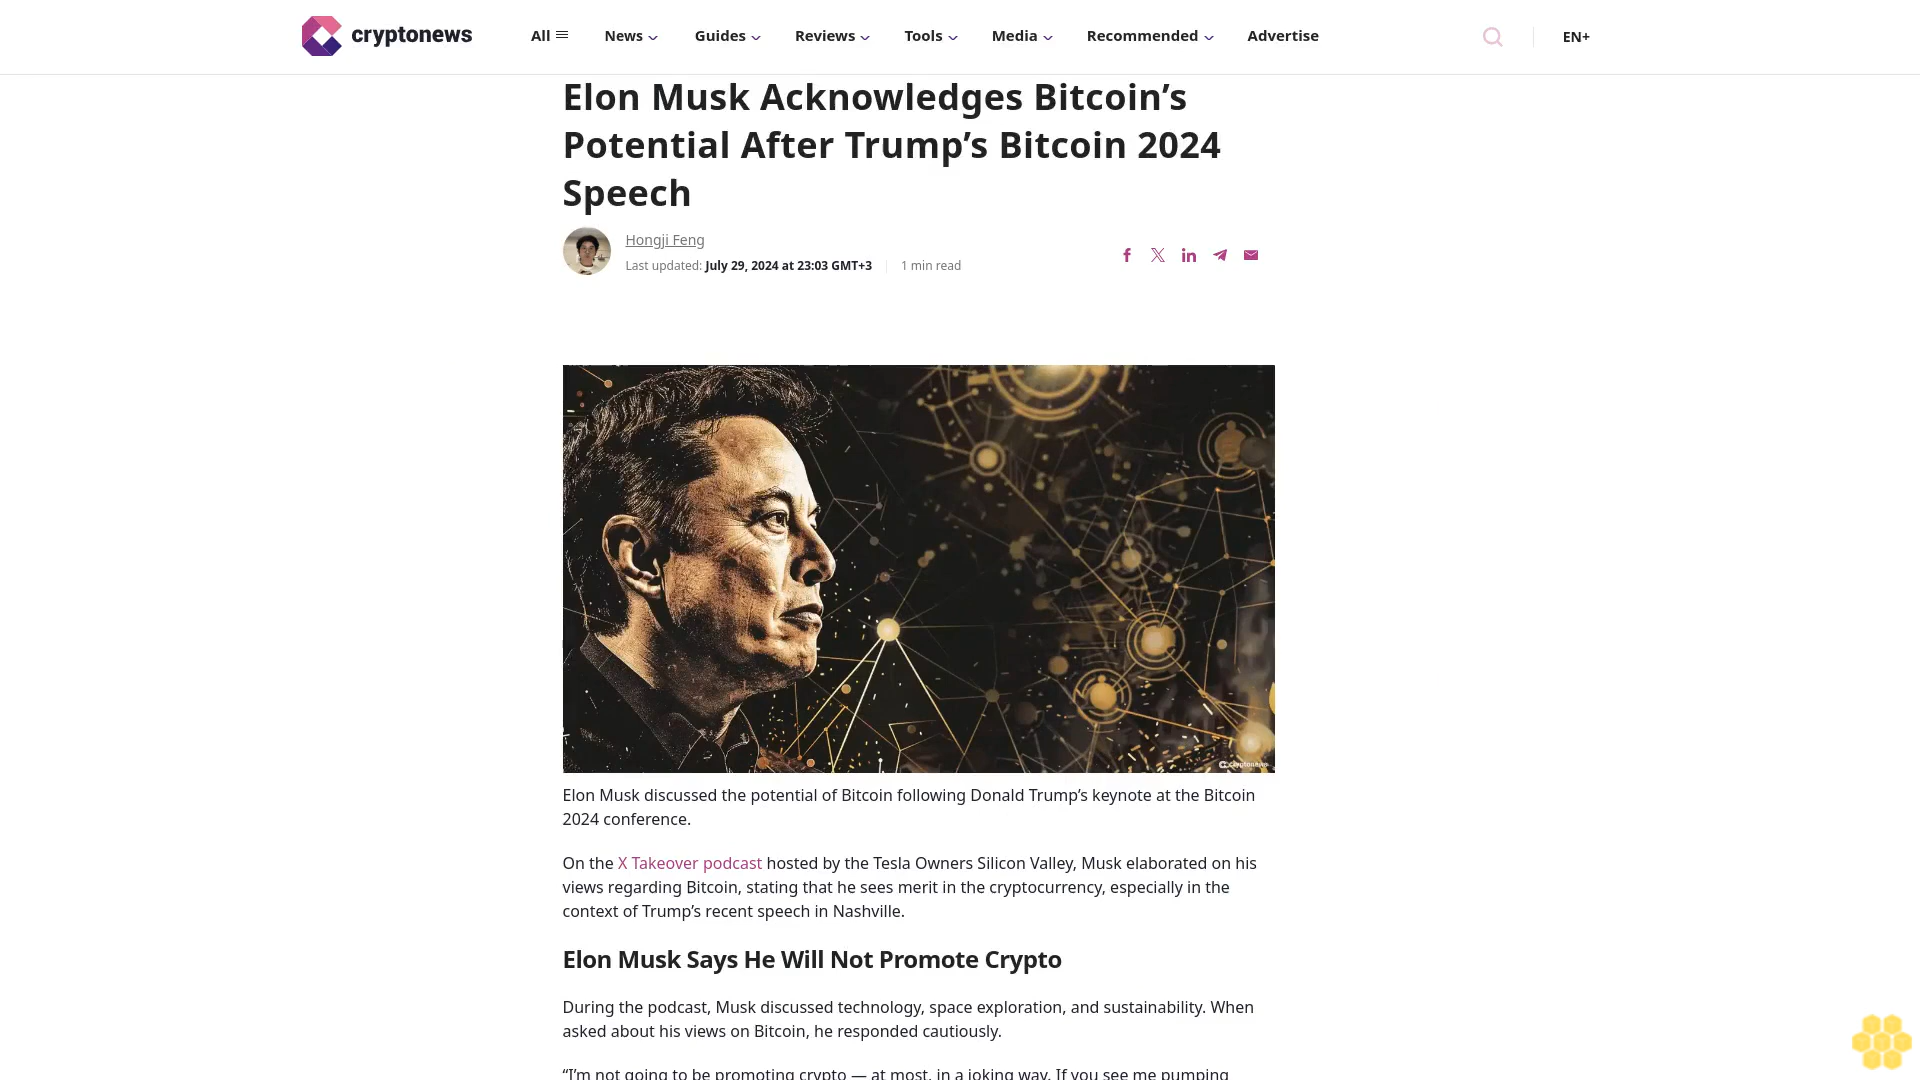 cryptonews
All
News
Guides
Reviews
Tools
Media
Recommended
Advertise
EN+
Elon Musk Acknowledges Bitcoin’s
Potential After Trump’s Bitcoin 2024
Speech
Hongji Feng
Last updated: July 29, 2024 at 23:03 GMT+3
1 min read
cryptonews
Elon Musk discussed the potential of Bitcoin following Donald Trump’s keynote at the Bitcoin
2024 conference.
On the X Takeover podcast hosted by the Tesla Owners Silicon Valley, Musk elaborated on his
views regarding Bitcoin, stating that he sees merit in the cryptocurrency, especially in the
context of Trump’s recent speech in Nashville.
Elon Musk Says He Will Not Promote Crypto
During the podcast, Musk discussed technology, space exploration, and sustainability. When
asked about his views on Bitcoin, he responded cautiously.
“I’m not going to be promoting crypto — at most, in a joking way. If you see me pumping